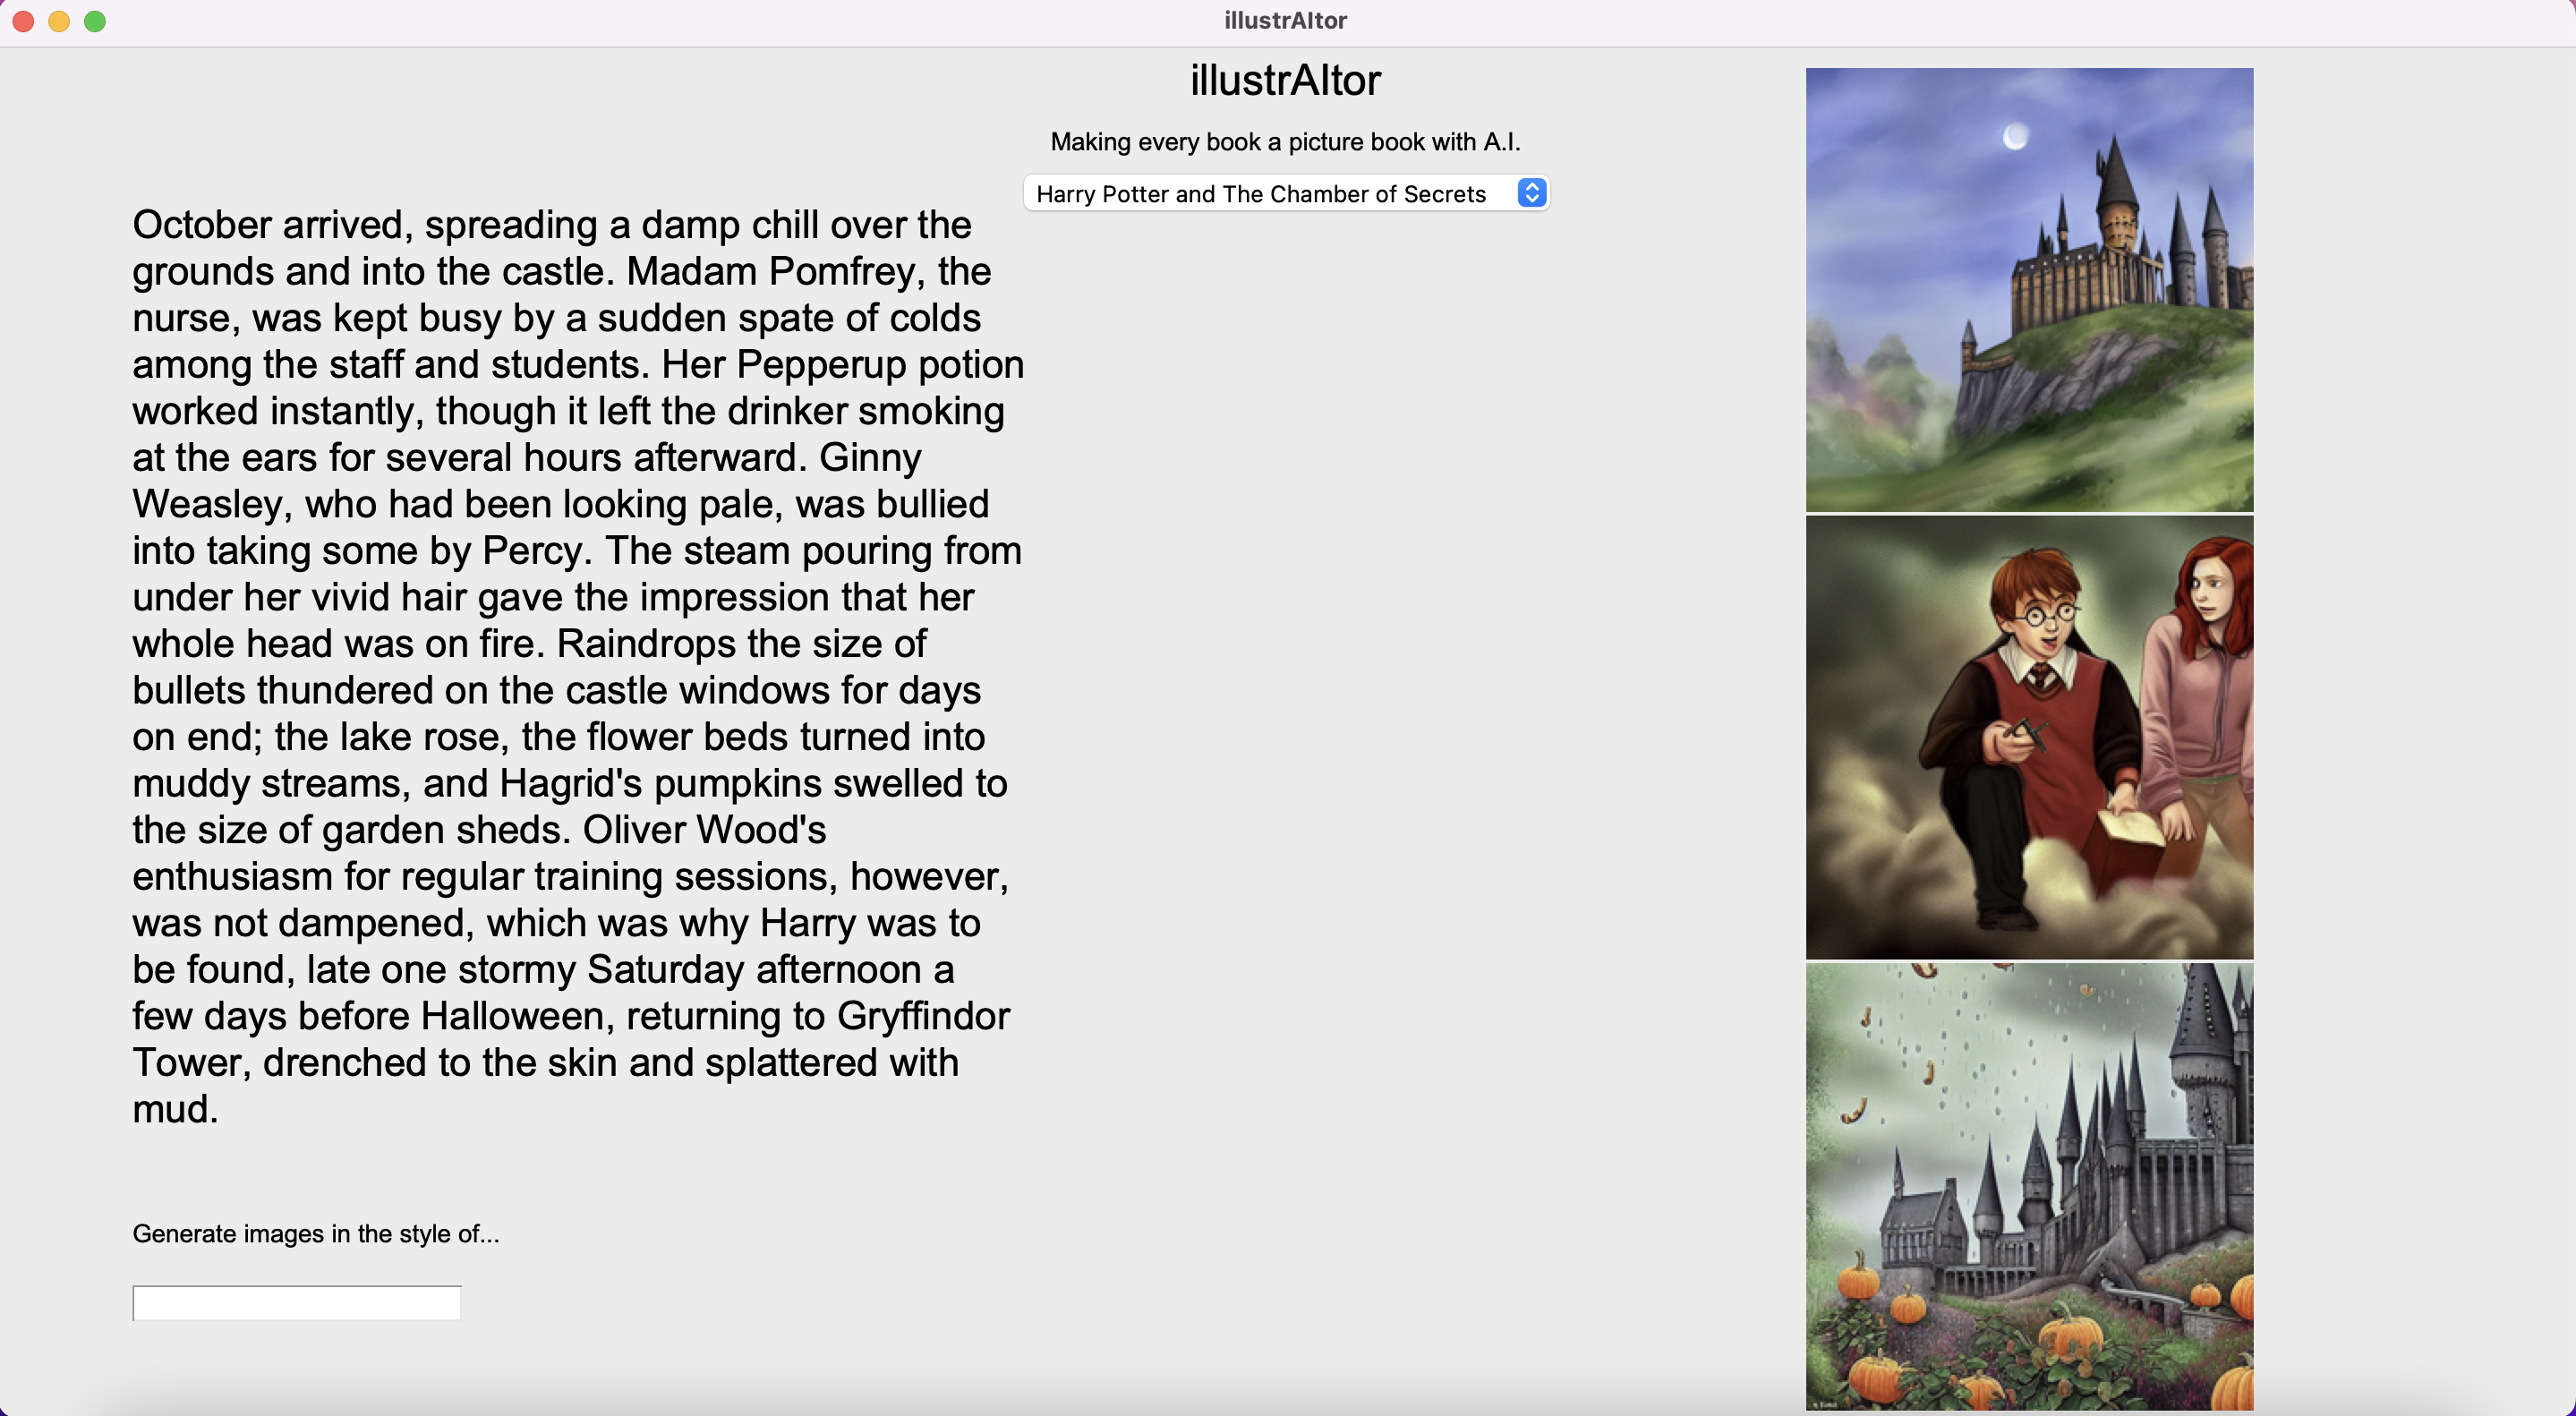 illustrAItor
illustrAItor
Making every book a picture book with A.I.
Harry Potter and The Chamber of Secrets
October arrived, spreading a damp chill over the
grounds and into the castle. Madam Pomfrey, the
nurse, was kept busy by a sudden spate of colds
among the staff and students. Her Pepperup potion
worked instantly, though it left the drinker smoking
at the ears for several hours afterward. Ginny
Weasley, who had been looking pale, was bullied
into taking some by Percy. The steam pouring from
under her vivid hair gave the impression that her
whole head was on fire. Raindrops the size of
bullets thundered on the castle windows for days
on end; the lake rose, the flower beds turned into
muddy streams, and Hagrid's pumpkins swelled to
the size of garden sheds. Oliver Wood's
enthusiasm for regular training sessions, however,
was not dampened, which was why Harry was to
be found, late one stormy Saturday afternoon a
few days before Halloween, returning to Gryffindor
Tower, drenched to the skin and splattered with
mud.
Generate images in the style of...